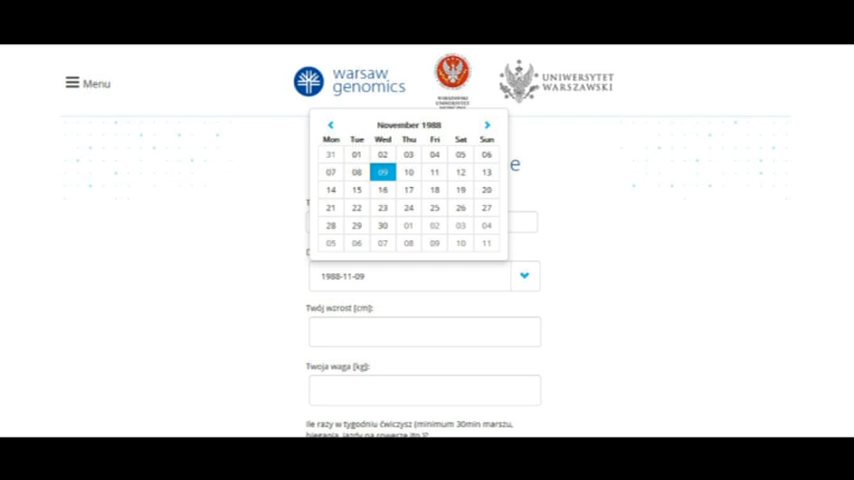 Menu
warsaw
genomics
UNIWERSYTET
WARSZAWSKI
November 1988
Mon Tue Wed Thu Fri Sat Sun
31 01 02 03 04 05 06
07 08 09 10 11 12 13
14 15 16 17 18 19 20
21 22 23 24 25 26 27
28 29 30 01 02 03 04
05 06 07 08 09 10 11
e
1988-11-09
Twój wzrost [cm]:
Twoja waga [kg]:
Ile razy w tygodniu ćwiczysz (minimum 30min marszu,